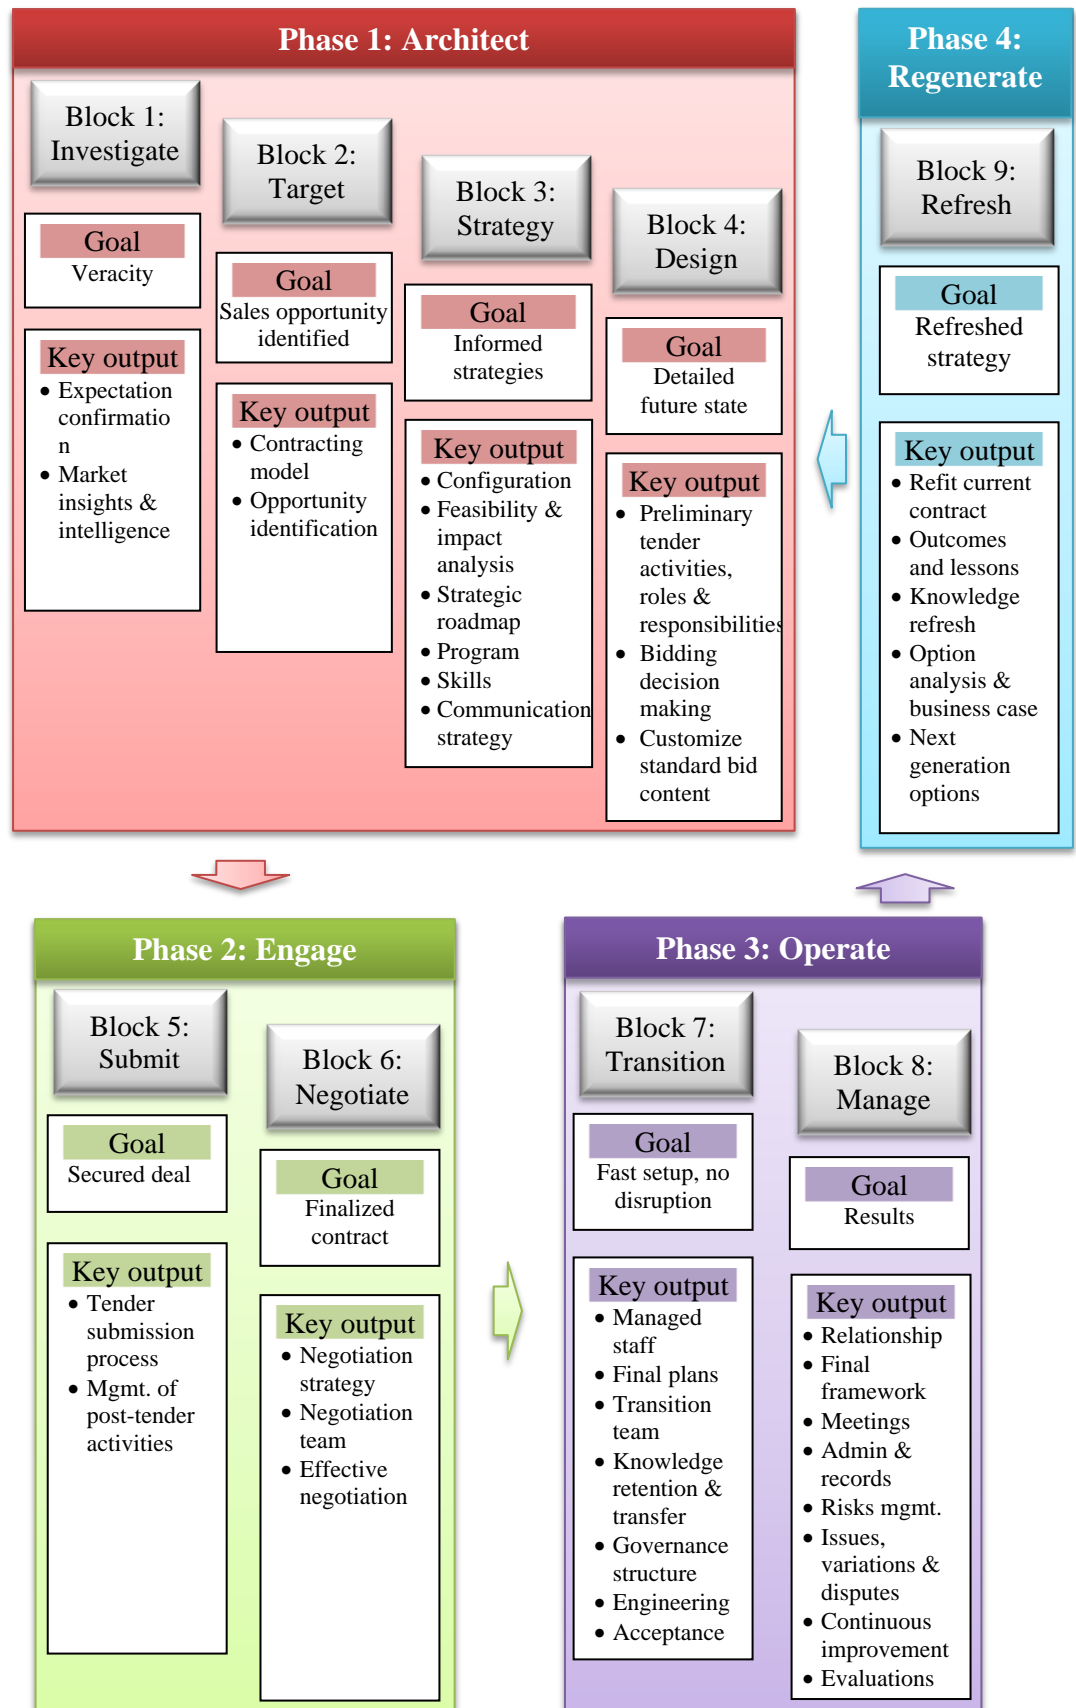 Phase 1: Architect
Block 1:
Investigate
Goal
Veracity
Key output
• Expectation
confirmatio
n
• Market
insights &
intelligence
Block 2:
Target
Goal
Sales opportunity
identified
Key output
• Contracting
model
• Opportunity
identification
Block 3:
Strategy
Goal
Informed
strategies
Key output
• Configuration
• Feasibility &
impact
analysis
• Strategic
roadmap
• Program
• Skills
• Communication
strategy
Block 4:
Design
Goal
Detailed
future state
Key output
• Preliminary
tender
activities,
roles &
responsibilities
• Bidding
decision
making
• Customize
standard bid
content
Phase 4:
Regenerate
Block 9:
Refresh
Goal
Refreshed
strategy
Key output
• Refit current
contract
• Outcomes
and lessons
• Knowledge
refresh
• Option
analysis &
business case
• Next
generation
options
Phase 2: Engage
Block 5:
Submit
Goal
Secured deal
Key output
• Tender
submission
process
• Mgmt. of
post-tender
activities
Block 6:
Negotiate
Goal
Finalized
contract
Key output
• Negotiation
strategy
• Negotiation
team
• Effective
negotiation
Phase 3: Operate
Block 7:
Transition
Goal
Fast setup, no
disruption
Key output
• Managed
staff
• Final plans
• Transition
team
• Knowledge
retention &
transfer
• Governance
structure
• Engineering
• Acceptance
Block 8:
Manage
Goal
Results
Key output
• Relationship
• Final
framework
• Meetings
• Admin &
records
• Risks mgmt.
• Issues,
variations &
disputes
• Continuous
improvement
• Evaluations